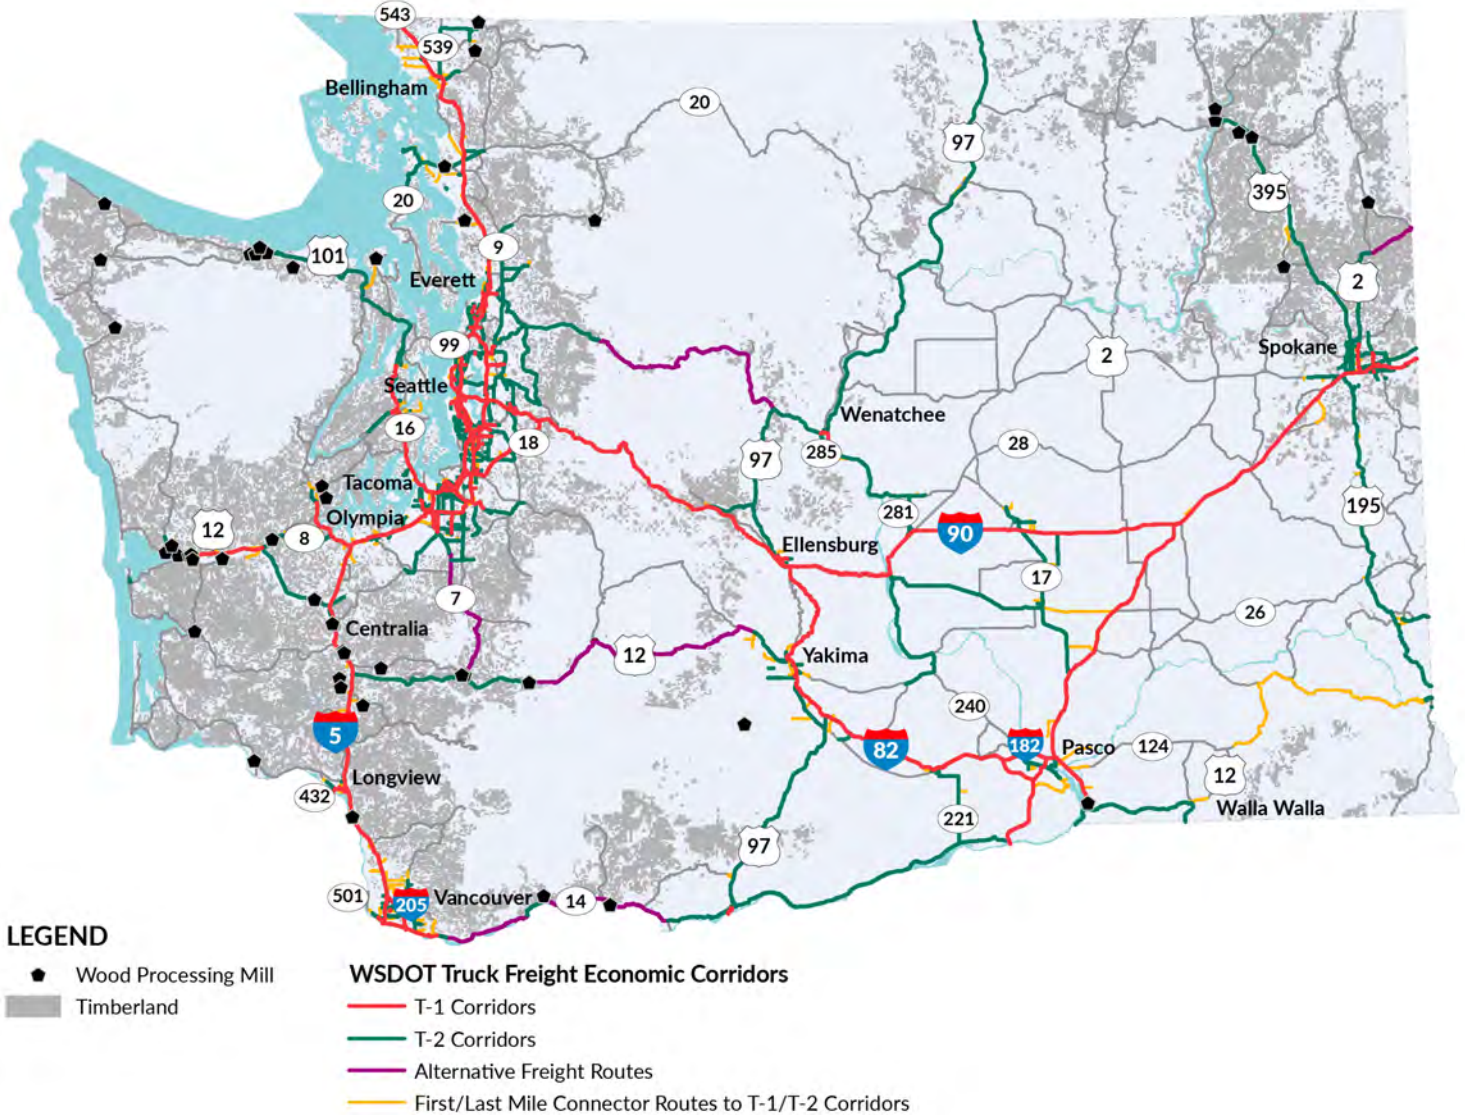 543
539
Bellingham
20
97
20
395
9
101
Everett
2
99
2
Spokane
Seattle
Wenatchee
16
18
28
97
285
Tacoma
281
195
Olympia
12
8
90
Ellensburg
17
7
26
Centralia
12
Yakima
240
5
82
182
Pasco
124
Longview
12
432
Walla Walla
221
97
501
205
Vancouver
14
LEGEND
Wood Processing Mill
Timberland
WSDOT Truck Freight Economic Corridors
T-1 Corridors
T-2 Corridors
Alternative Freight Routes
First/Last Mile Connector Routes to T-1/T-2 Corridors